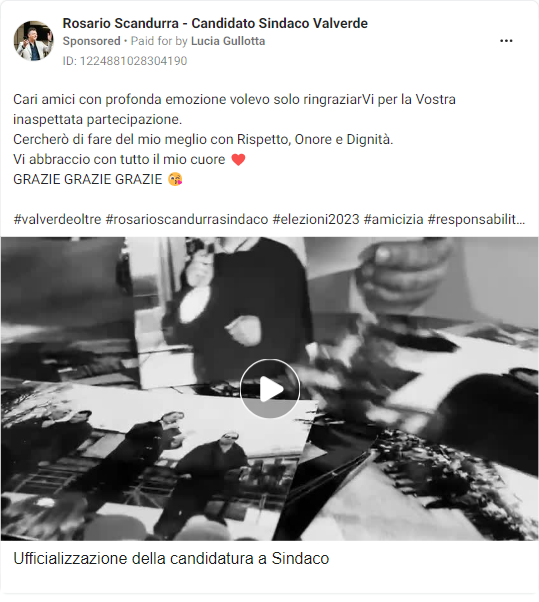 Rosario Scandurra - Candidato Sindaco Valverde
Sponsored • Paid for by Lucia Gullotta
ID: 1224881028304190
Cari amici con profonda emozione volevo solo ringraziarVi per la Vostra
inaspettata partecipazione.
Cercherò di fare del mio meglio con Rispetto, Onore e Dignità.
Vi abbraccio con tutto il mio cuore ♥️
GRAZIE GRAZIE GRAZIE 😘
#valverdeoltre #rosarioscandurrasindaco #elezioni2023 #amicizia #responsabilit...
Ufficializzazione della candidatura a Sindaco